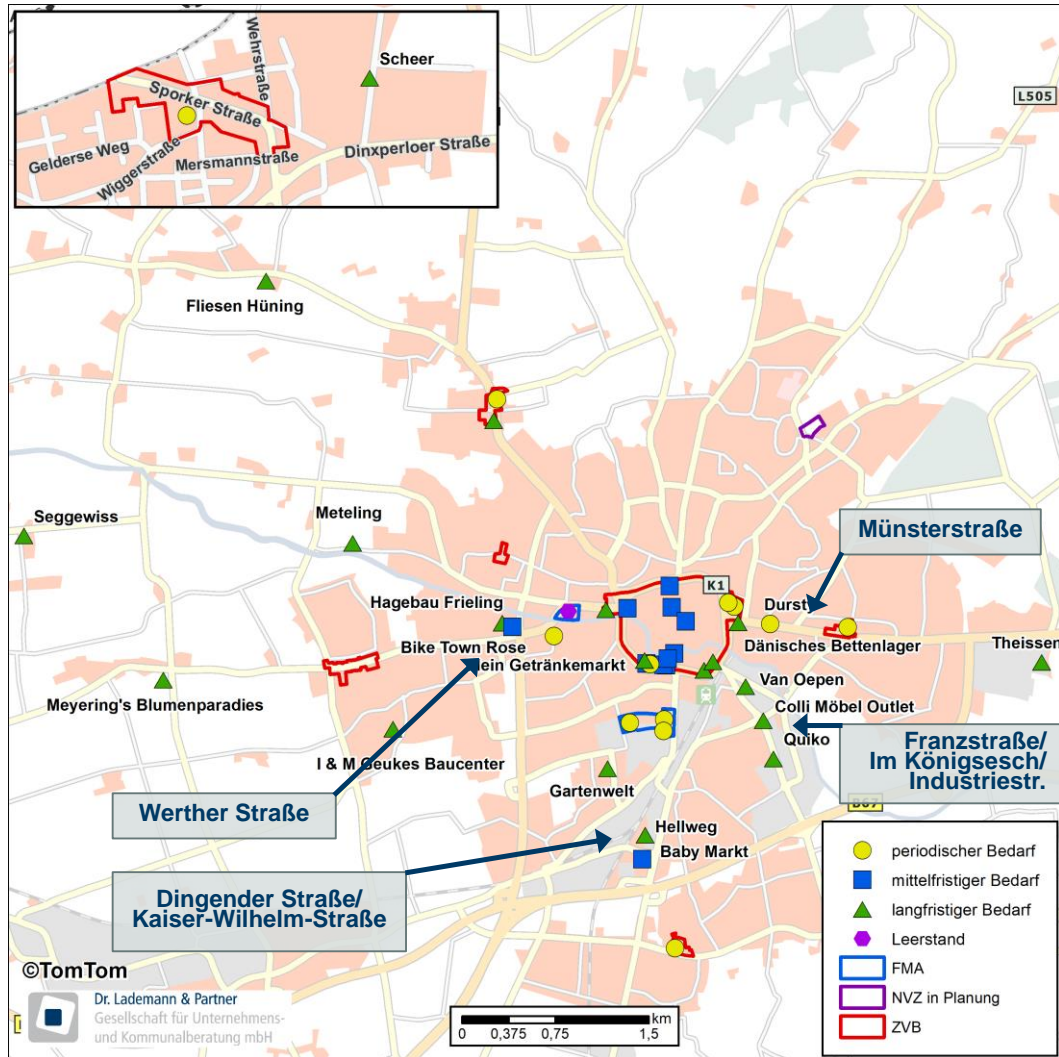 Wehrstraße
Scheer
Sporker Straße
Gelderse Weg
Wiggerstraße
Mersmannstraße
Dinxperloer Straße
L505
Fliesen Hüning
Seggewiss
Meteling
Münsterstraße
K1
Hagebau Frieling
Durst
Bike Town Rose
Dänisches Bettenlager
Theissen
ein Getränkemarkt
Van Oepen
Meyering's Blumenparadies
Colli Möbel Outlet
Quiko
Franzstraße/
Im Königsesch/
Industriestr.
I & M Geukes Baucenter
Gartenwelt
Werther Straße
B67
Hellweg
Baby Markt
Dingender Straße/
Kaiser-Wilhelm-Straße
periodischer Bedarf
mittelfristiger Bedarf
langfristiger Bedarf
Leerstand
FMA
NVZ in Planung
ZVB
©TomTom
Dr. Lademann & Partner
Gesellschaft für Unternehmens-
und Kommunalberatung mbH
km
0 0,375 0,75 1,5